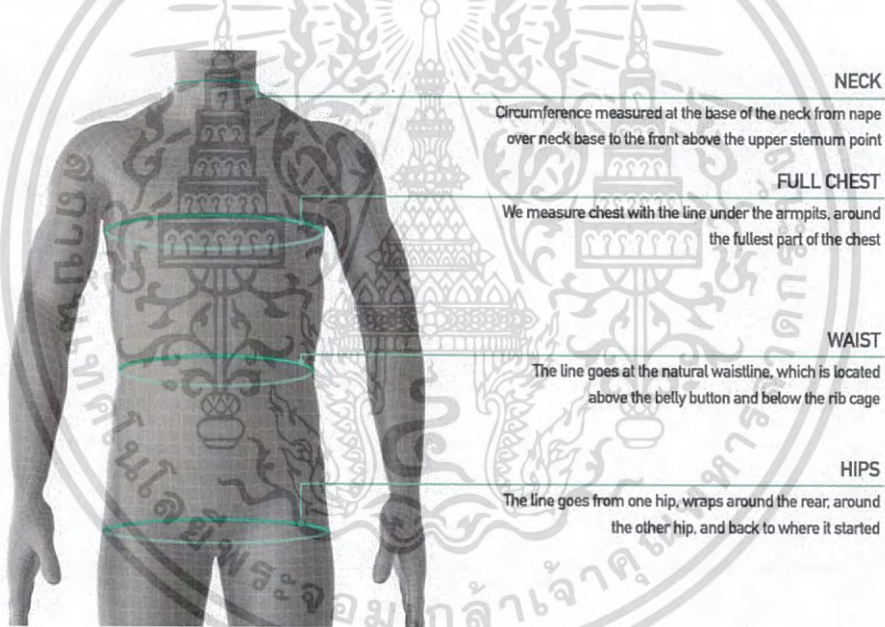 NECK
Circumference measured at the base of the neck from nape
over neck base to the front above the upper sternum point
FULL CHEST
We measure chest with the line under the armpits, around
the fullest part of the chest
WAIST
The line goes at the natural waistline, which is located
above the belly button and below the rib cage
HIPS
The line goes from one hip, wraps around the rear, around
the other hip, and back to where it started